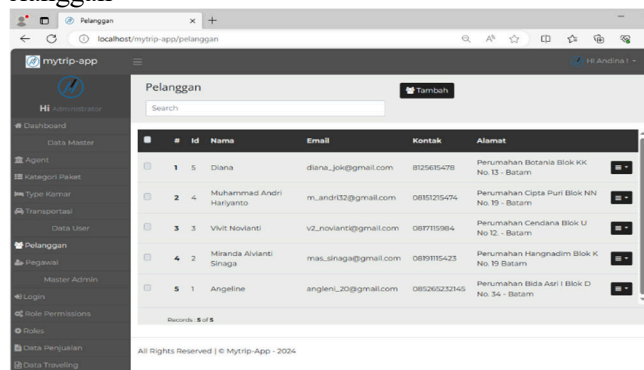 nanggan
Pelanggan
localhost/mytrip-app/pelanggan
mytrip-app
Hi Andina !
Hi Administrator
Dashboard
Data Master
Agent
Kategori Paket
Type Kamar
Transportasi
Data User
Pelanggan
Pegawai
Master Admin
Login
Role Permissions
Roles
Data Penjualan
Data Traveling
Pelanggan
Tambah
Search
# Id Nama Email Kontak Alamat
1 5 Diana diana_jok@gmail.com 8125615478 Perumahan Botania Blok KK
No. 13 - Batam
2 4 Muhammad Andri
Hariyanto m_andri32@gmail.com 08151215474 Perumahan Cipta Puri Blok NN
No. 19 - Batam
3 3 Vivit Novianti v2_novianti@gmail.com 0817115984 Perumahan Cendana Blok U
No 12. - Batam
4 2 Miranda Alvianti
Sinaga mas_sinaga@gmail.com 08191115423 Perumahan Hangnadim Blok K
No. 19 Batam
5 1 Angeline angleni_20@gmail.com 085265232145 Perumahan Bida Asri 1 Blok D
No. 34 - Batam
Records : 5 of 5
All Rights Reserved | © Mytrip-App - 2024